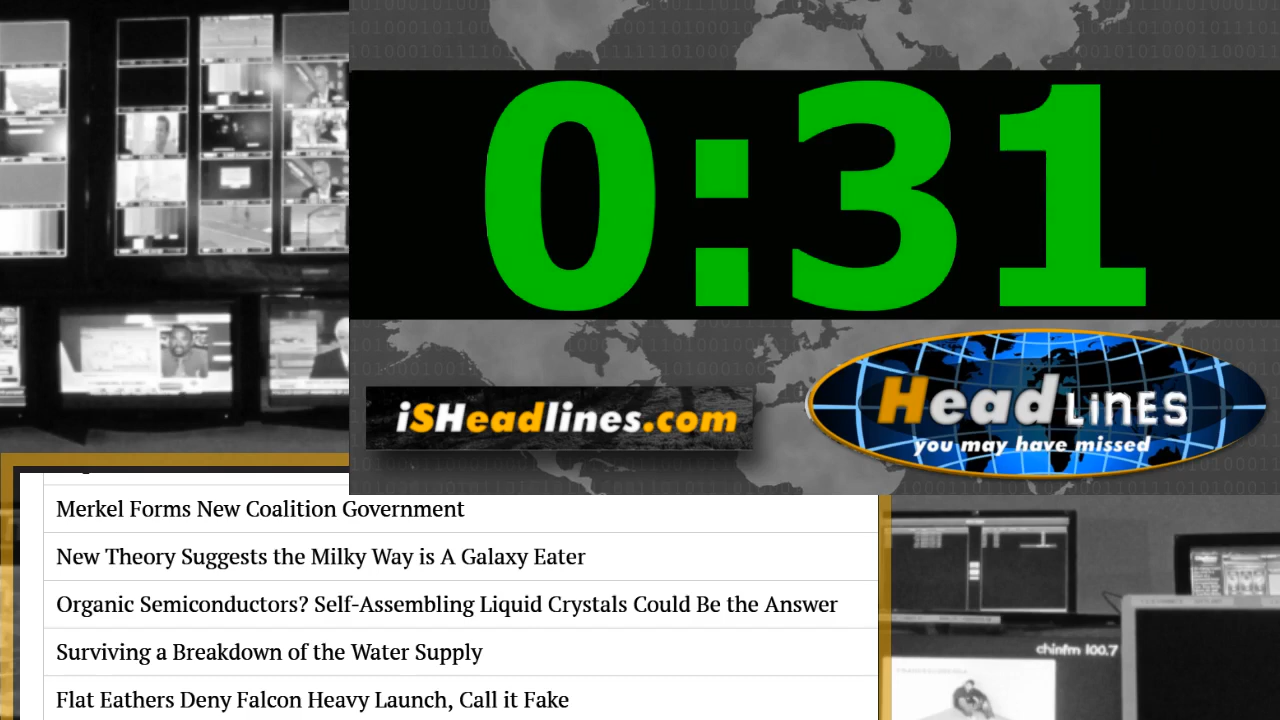 0:31
iSHeadlines.com
HeadLINES
you may have missed
Merkel Forms New Coalition Government
New Theory Suggests the Milky Way is A Galaxy Eater
Organic Semiconductors? Self-Assembling Liquid Crystals Could Be the Answer
Surviving a Breakdown of the Water Supply
Flat Eathers Deny Falcon Heavy Launch, Call it Fake
chinfm 100.7